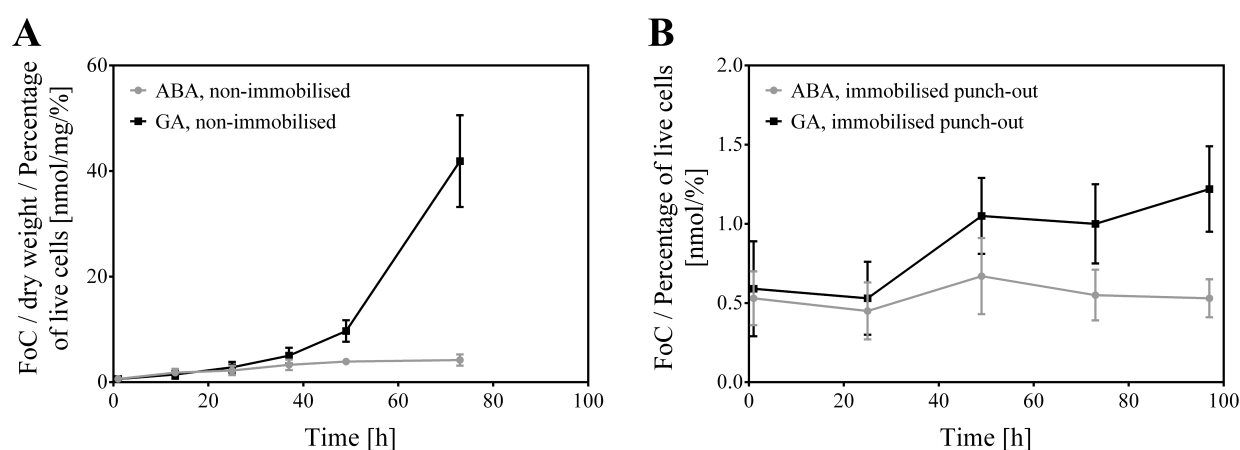 A
FoC / dry weight / Percentage
of live cells [nmol/mg/%]
60
40
20
0
ABA, non-immobilised
GA, non-immobilised
0 20 40 60 80 100
Time [h]
B
FoC / Percentage of live cells
[nmol/%]
2.0
1.5
1.0
0.5
0.0
ABA, immobilised punch-out
GA, immobilised punch-out
0 20 40 60 80 100
Time [h]